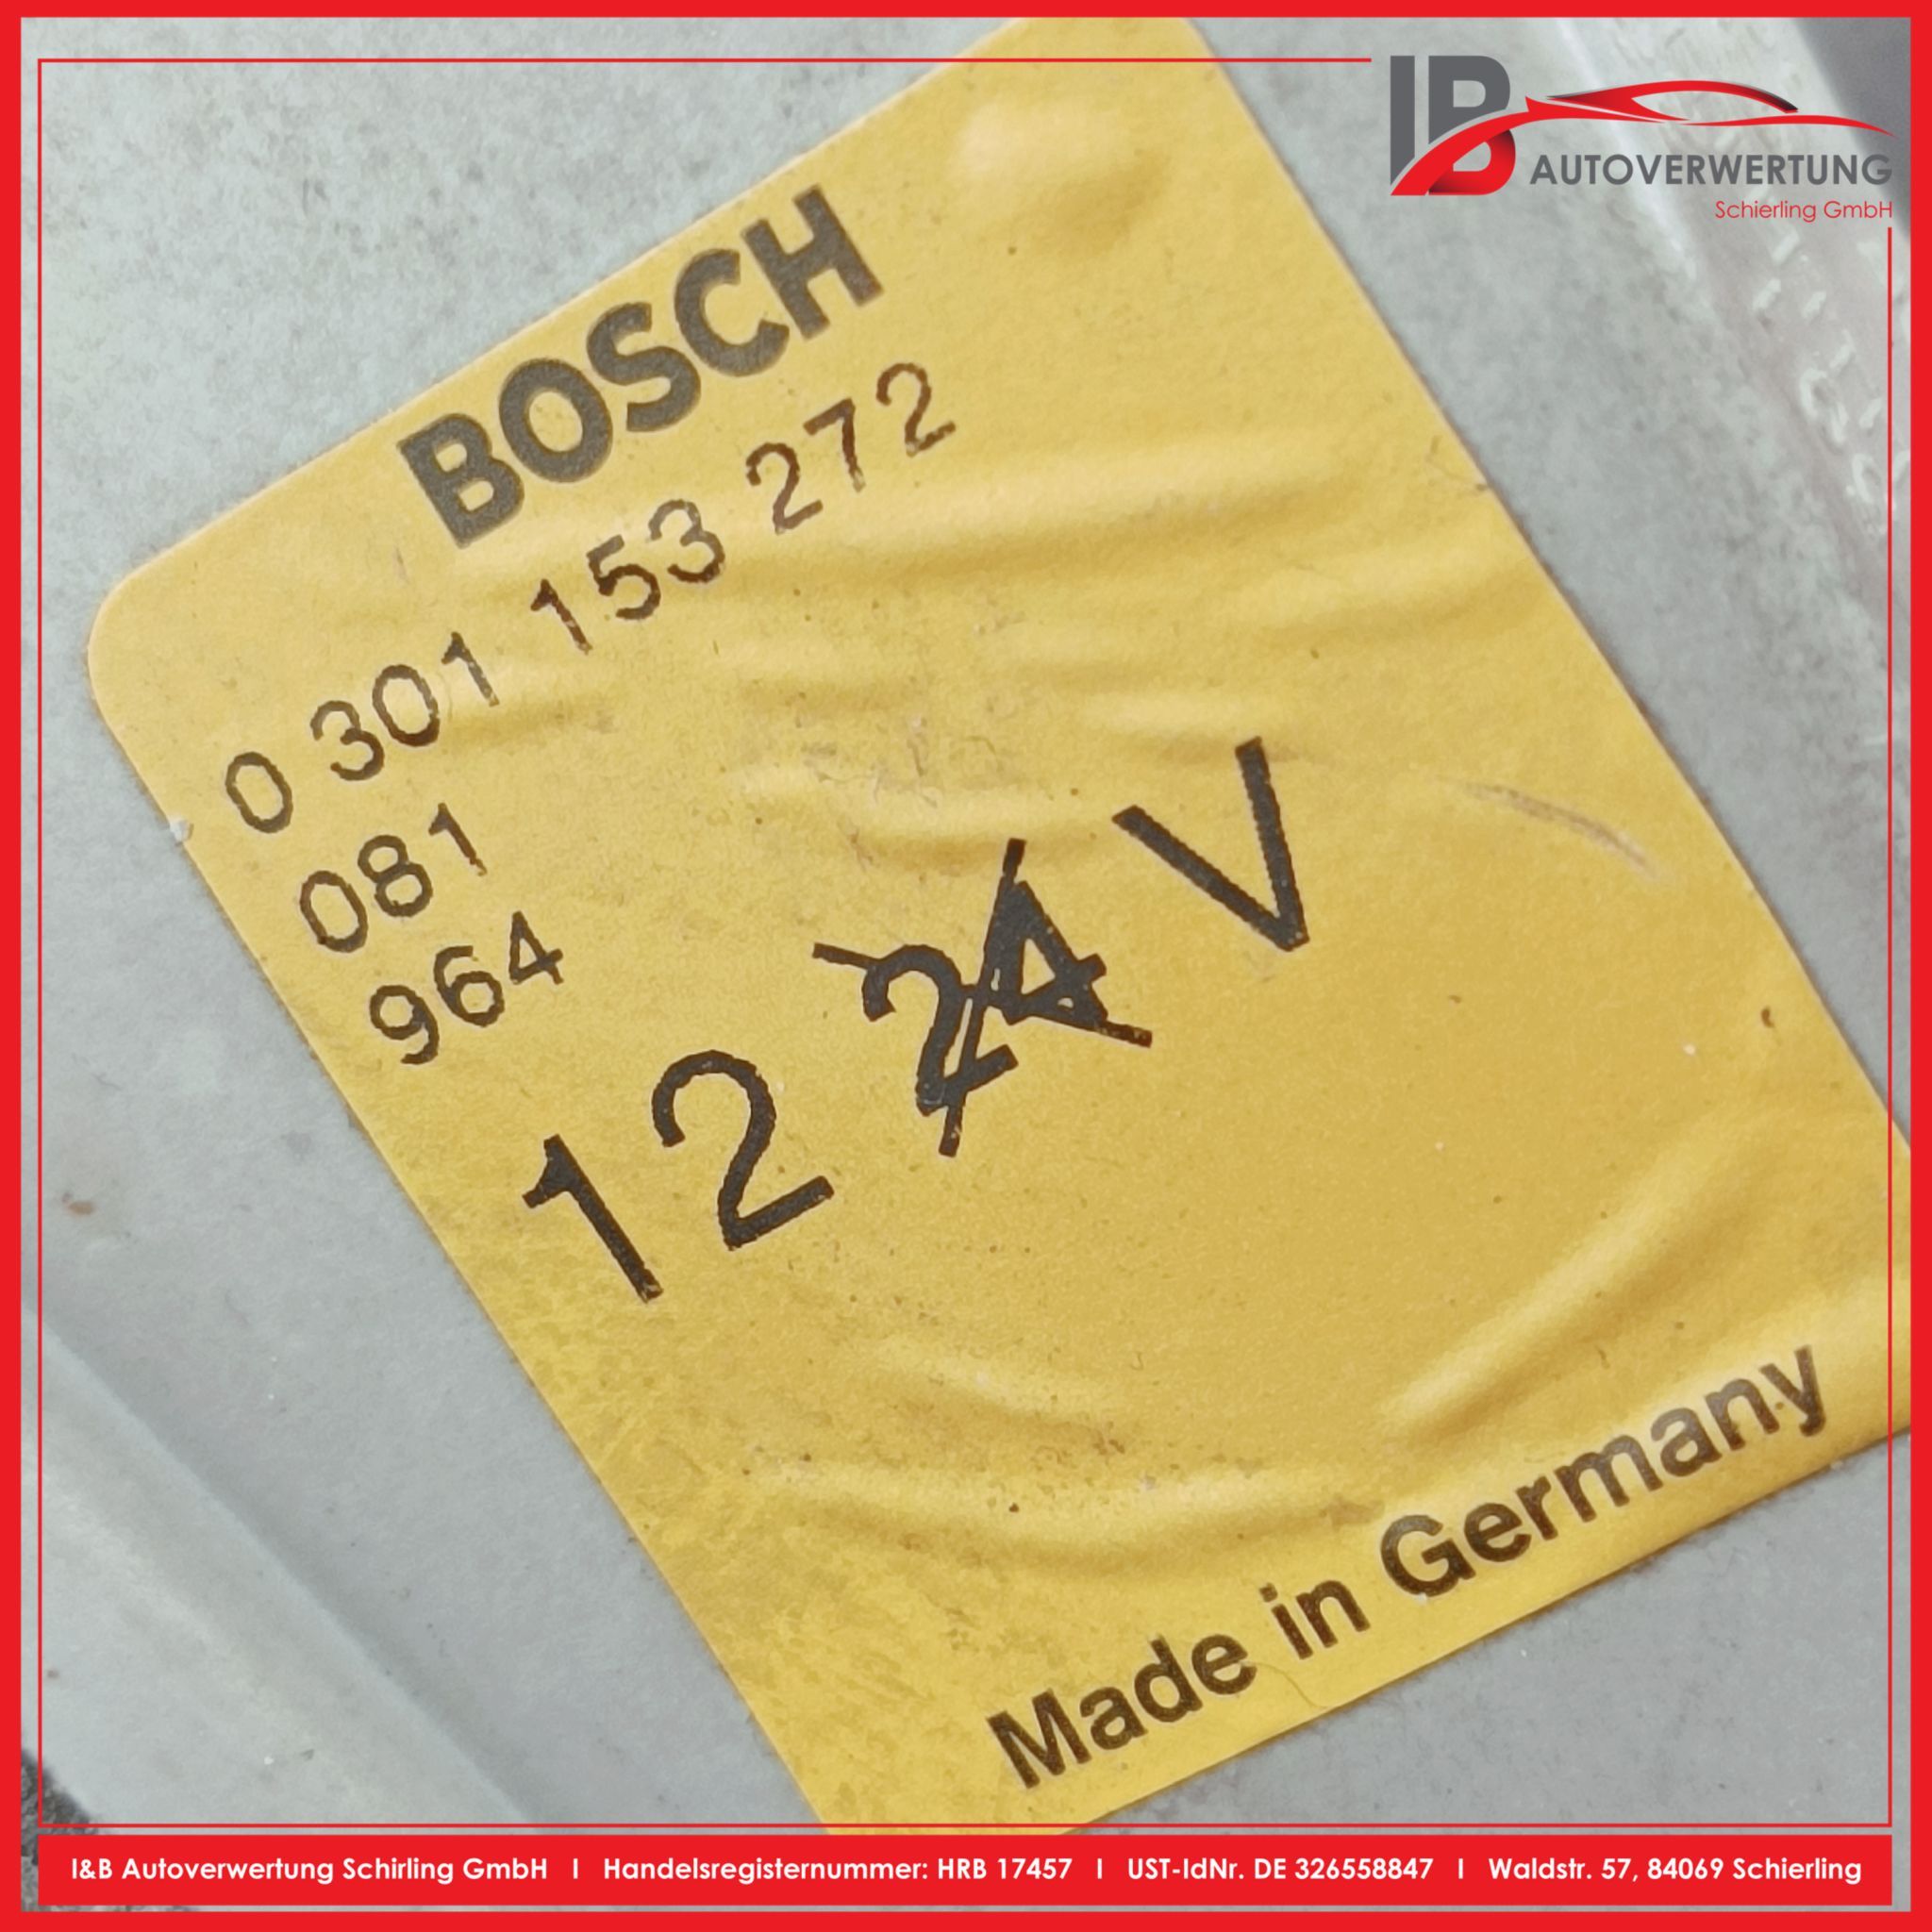 IB AUTOVERWERTUNG
Schierling GmbH
BOSCH
0 301 153 272
081
964
12 24 V
Made in Germany
I&B Autoverwertung Schirling GmbH I Handelsregisternummer: HRB 17457 I UST-IdNr. DE 326558847 I Waldstr. 57, 84069 Schierling